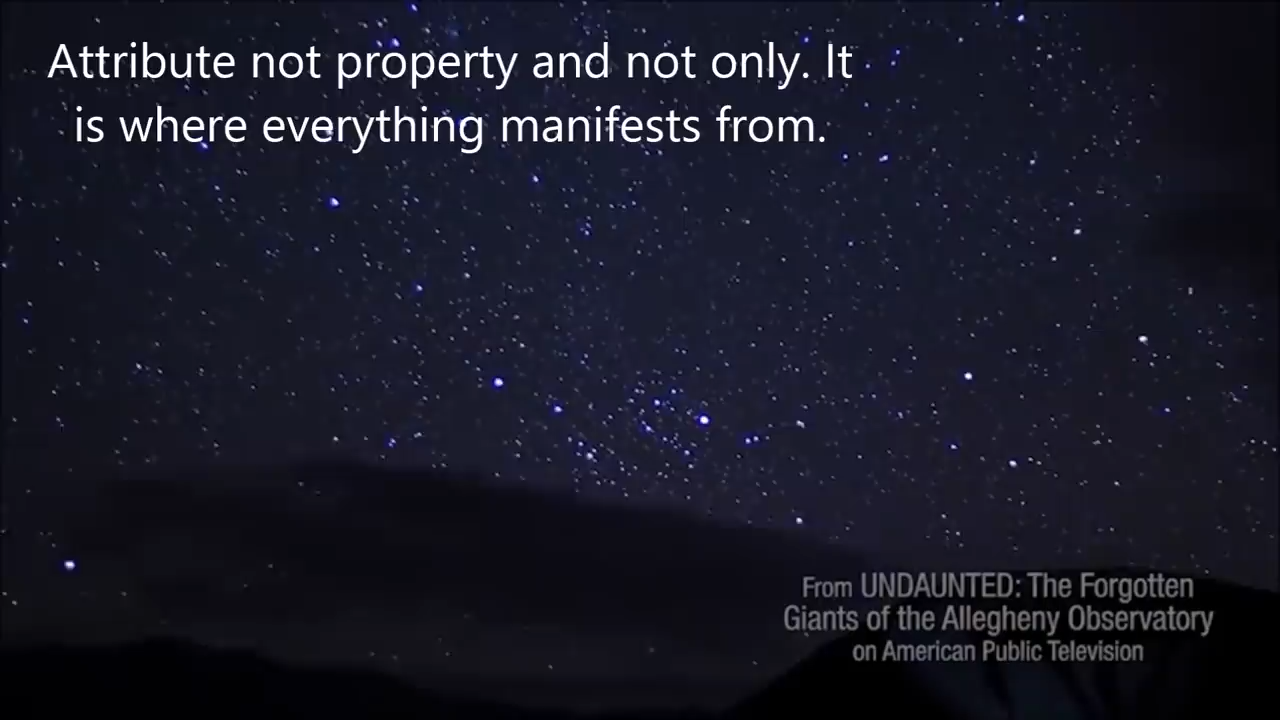 Attribute not property and not only. It
is where everything manifests from.
From UNDAUNTED: The Forgotten
Giants of the Allegheny Observatory
on American Public Television